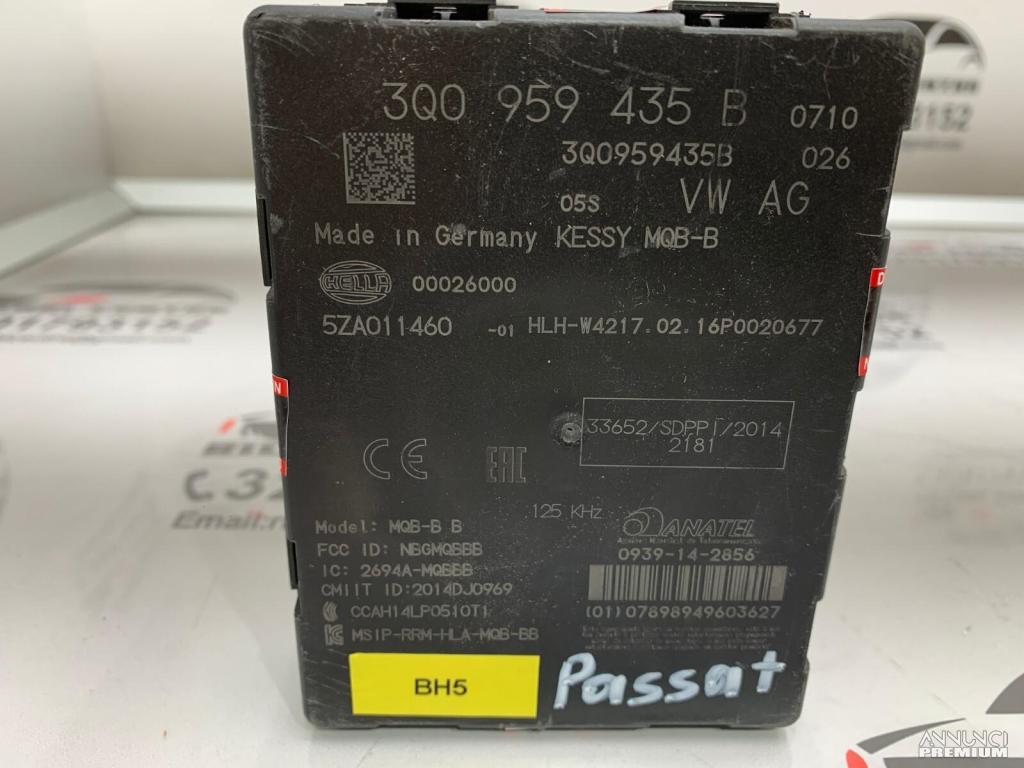 3Q0 959 435 B 0710
3Q0959435B 026
05S VW AG
Made in Germany KESSY MQB-B
HELLA 00026000
5ZA011460 -01 HLH-W4217.02.16P0020677
33652/SDPPI/2014
2181
CE EAC
125 KHz ANATEL
Model: MQB-B B
FCC ID: NBGMQBBB
0939-14-2856
IC: 2694A-MQBBB
CMIIT ID:2014DJ0969
CCAH14LP0510T1
(01)07898949603627
MSIP-RRM-HLA-MQB-BB
BH5
Passat
ANNUNCI
PREMIUM